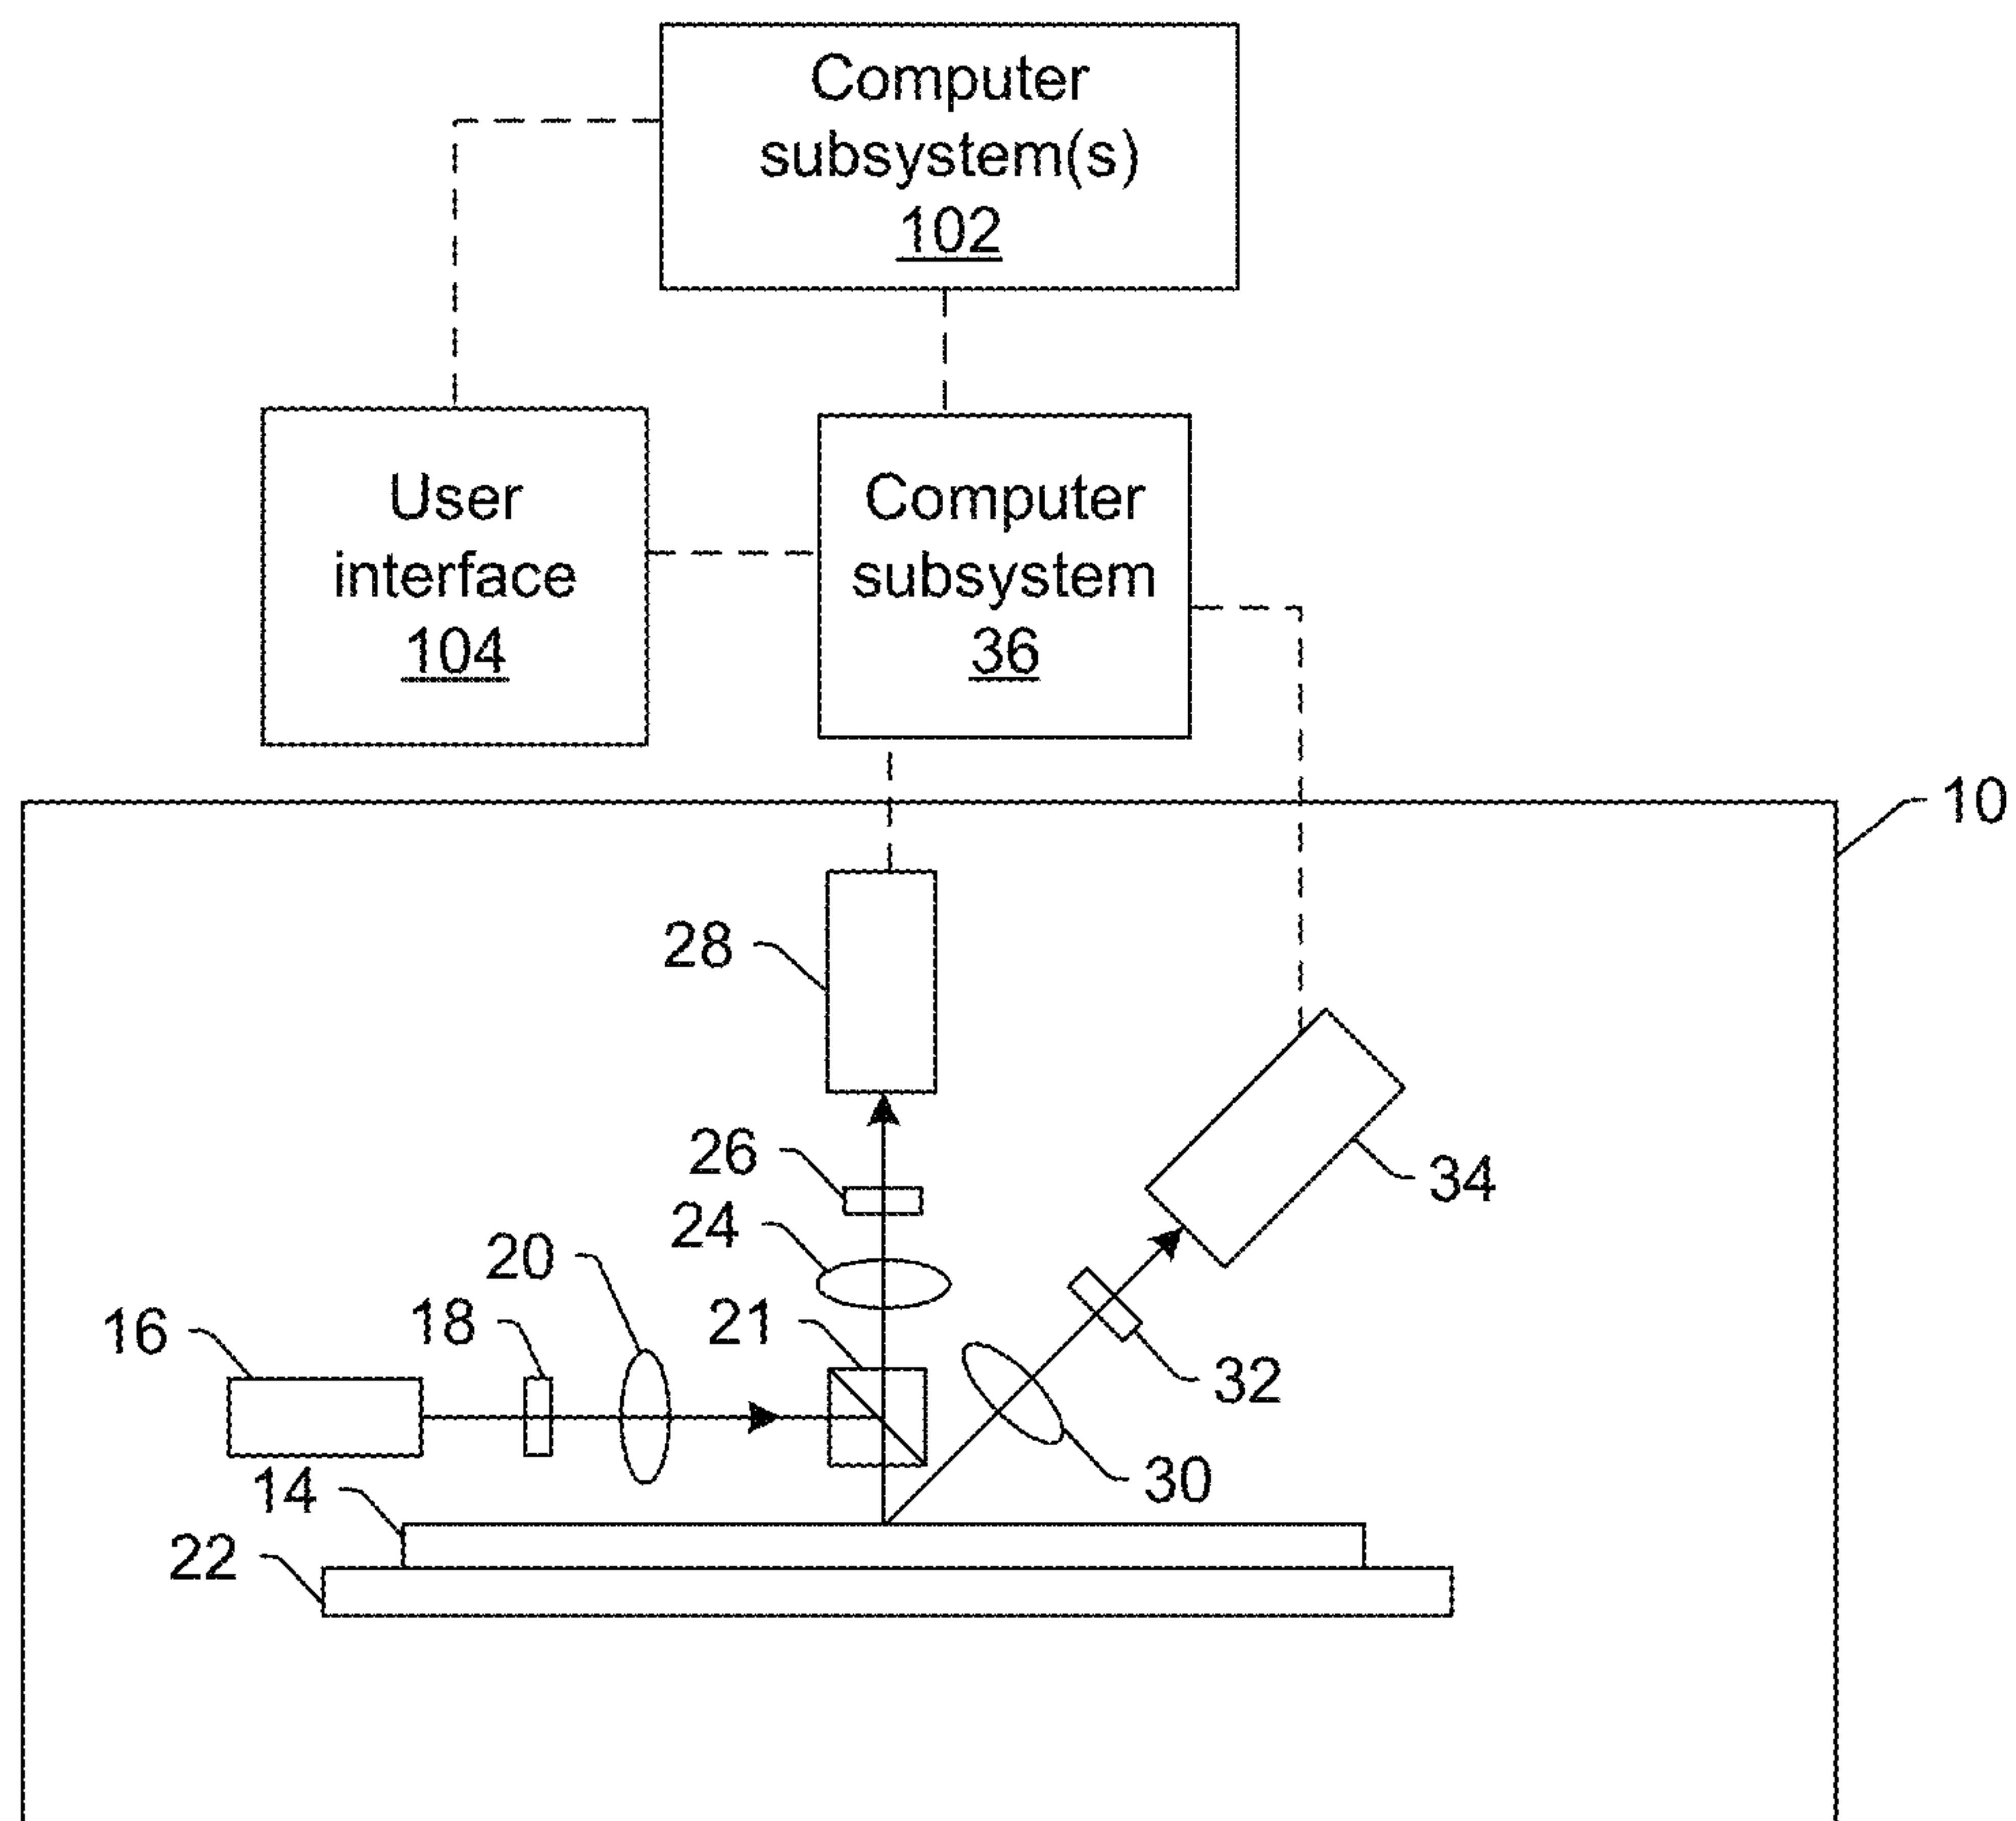 Computer
subsystem(s)
102
User
interface
104
Computer
subsystem
36
10
28
26
34
24
20
21
18
16
32
30
14
22